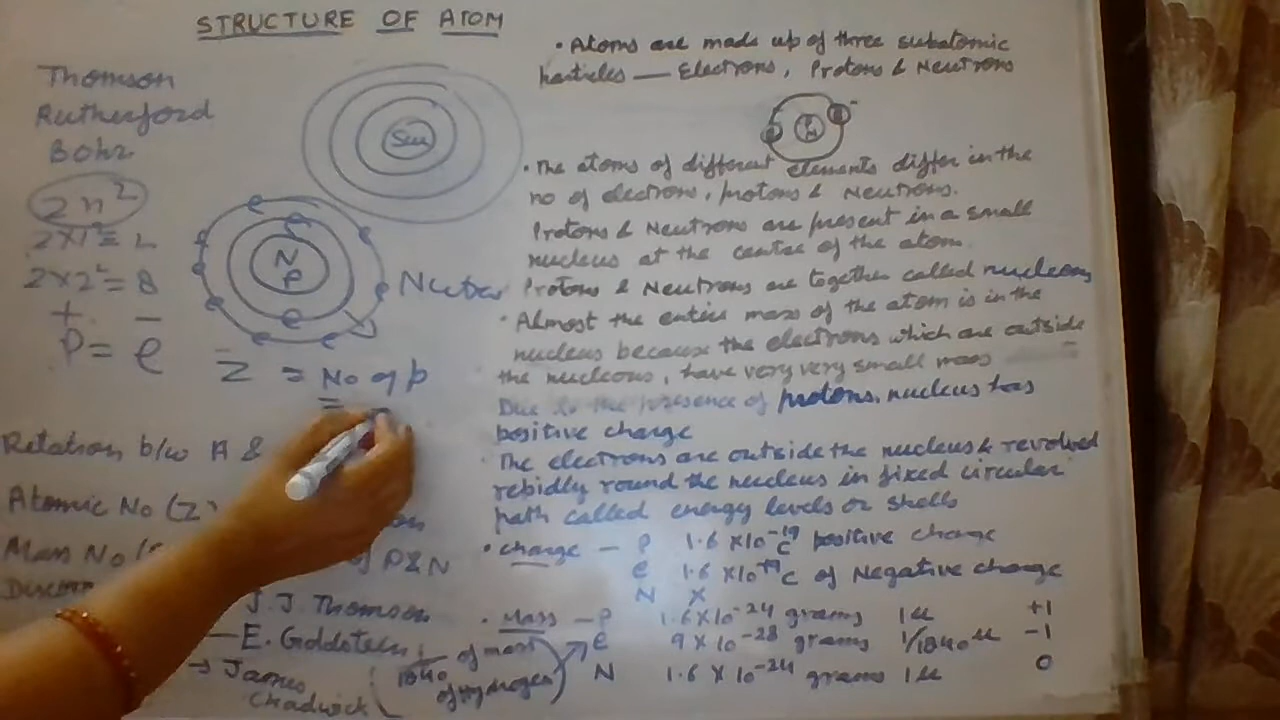 STRUCTURE OF ATOM
Thomson
Rutherford
Bohr
2n²
2×1²= 2
2×2²= 8
+ -
P = e
Sun
N
P
e e
e e
e e
e e
e e
Z = No of p
=
Relation b/w A &
Atomic No (Z)
Mass No of P&N
J. J. Thomson
E. Goldstein
→ James
Chadwick
1/1840 of mass
of Hydrogen
• Atoms are made up of three subatomic
particles — Electrons, Protons & Neutrons
• The atoms of different elements differ in the
no of electrons, protons & Neutrons.
Protons & Neutrons are present in a small
nucleus at the centre of the atom
Protons & Neutrons are together called nucleons
• Almost the entire mass of the atom is in the
nucleus because the electrons which are outside
the nucleous, have very very small mass
Due to the presence of protons, nucleus has
positive charge
The electrons are outside the nucleus & revolved
rebidly round the nucleus in fixed circular
path called energy levels or shells
• charge — P 1.6 ×10⁻¹⁹ C positive charge
e 1.6 ×10⁻¹⁹ C of Negative charge
N X
• Mass — P 1.6×10⁻²⁴ grams 1u +1
e 9 × 10⁻²⁸ grams 1/1840 u -1
N 1.6 × 10⁻²⁴ grams 1u 0